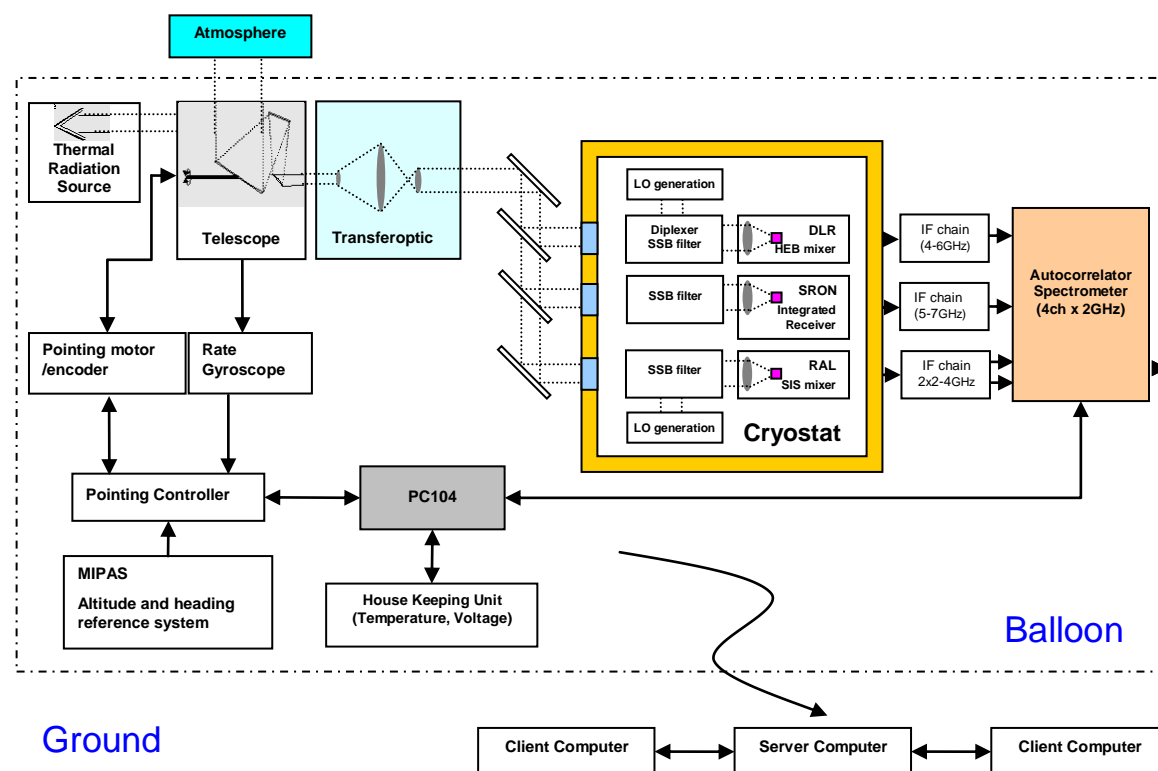 Atmosphere
Thermal
Radiation
Source
Telescope
Transferoptic
LO generation
Diplexer
SSB filter
DLR
HEB mixer
SSB filter
SRON
Integrated
Receiver
SSB filter
RAL
SIS mixer
LO generation
Cryostat
IF chain
(4-6GHz)
IF chain
(5-7GHz)
IF chain
2x2-4GHz
Autocorrelator
Spectrometer
(4ch x 2GHz)
Pointing motor
/encoder
Rate
Gyroscope
Pointing Controller
PC104
MIPAS
Altitude and heading
reference system
House Keeping Unit
(Temperature, Voltage)
Balloon
Ground
Client Computer
Server Computer
Client Computer